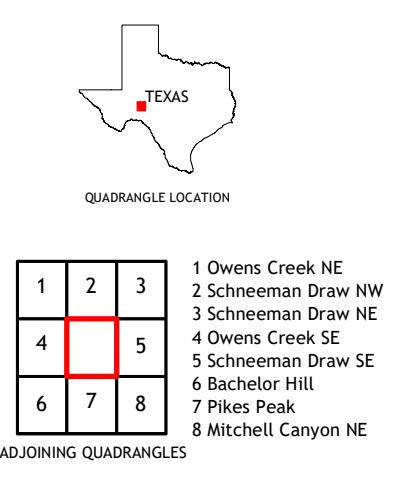 TEXAS
QUADRANGLE LOCATION
1 2 3
4 5
6 7 8
ADJOINING QUADRANGLES
1 Owens Creek NE
2 Schneeman Draw NW
3 Schneeman Draw NE
4 Owens Creek SE
5 Schneeman Draw SE
6 Bachelor Hill
7 Pikes Peak
8 Mitchell Canyon NE